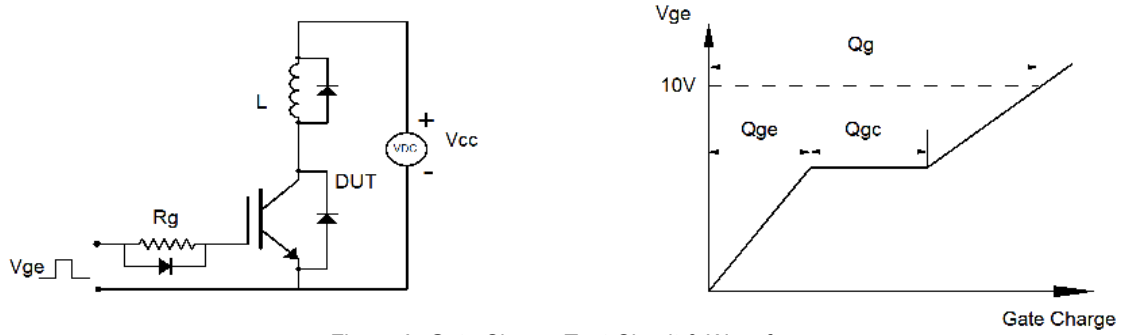 L
VDC
+
Vcc
-
DUT
Rg
Vge
Vge
Qg
10V
Qge
Qgc
Gate Charge